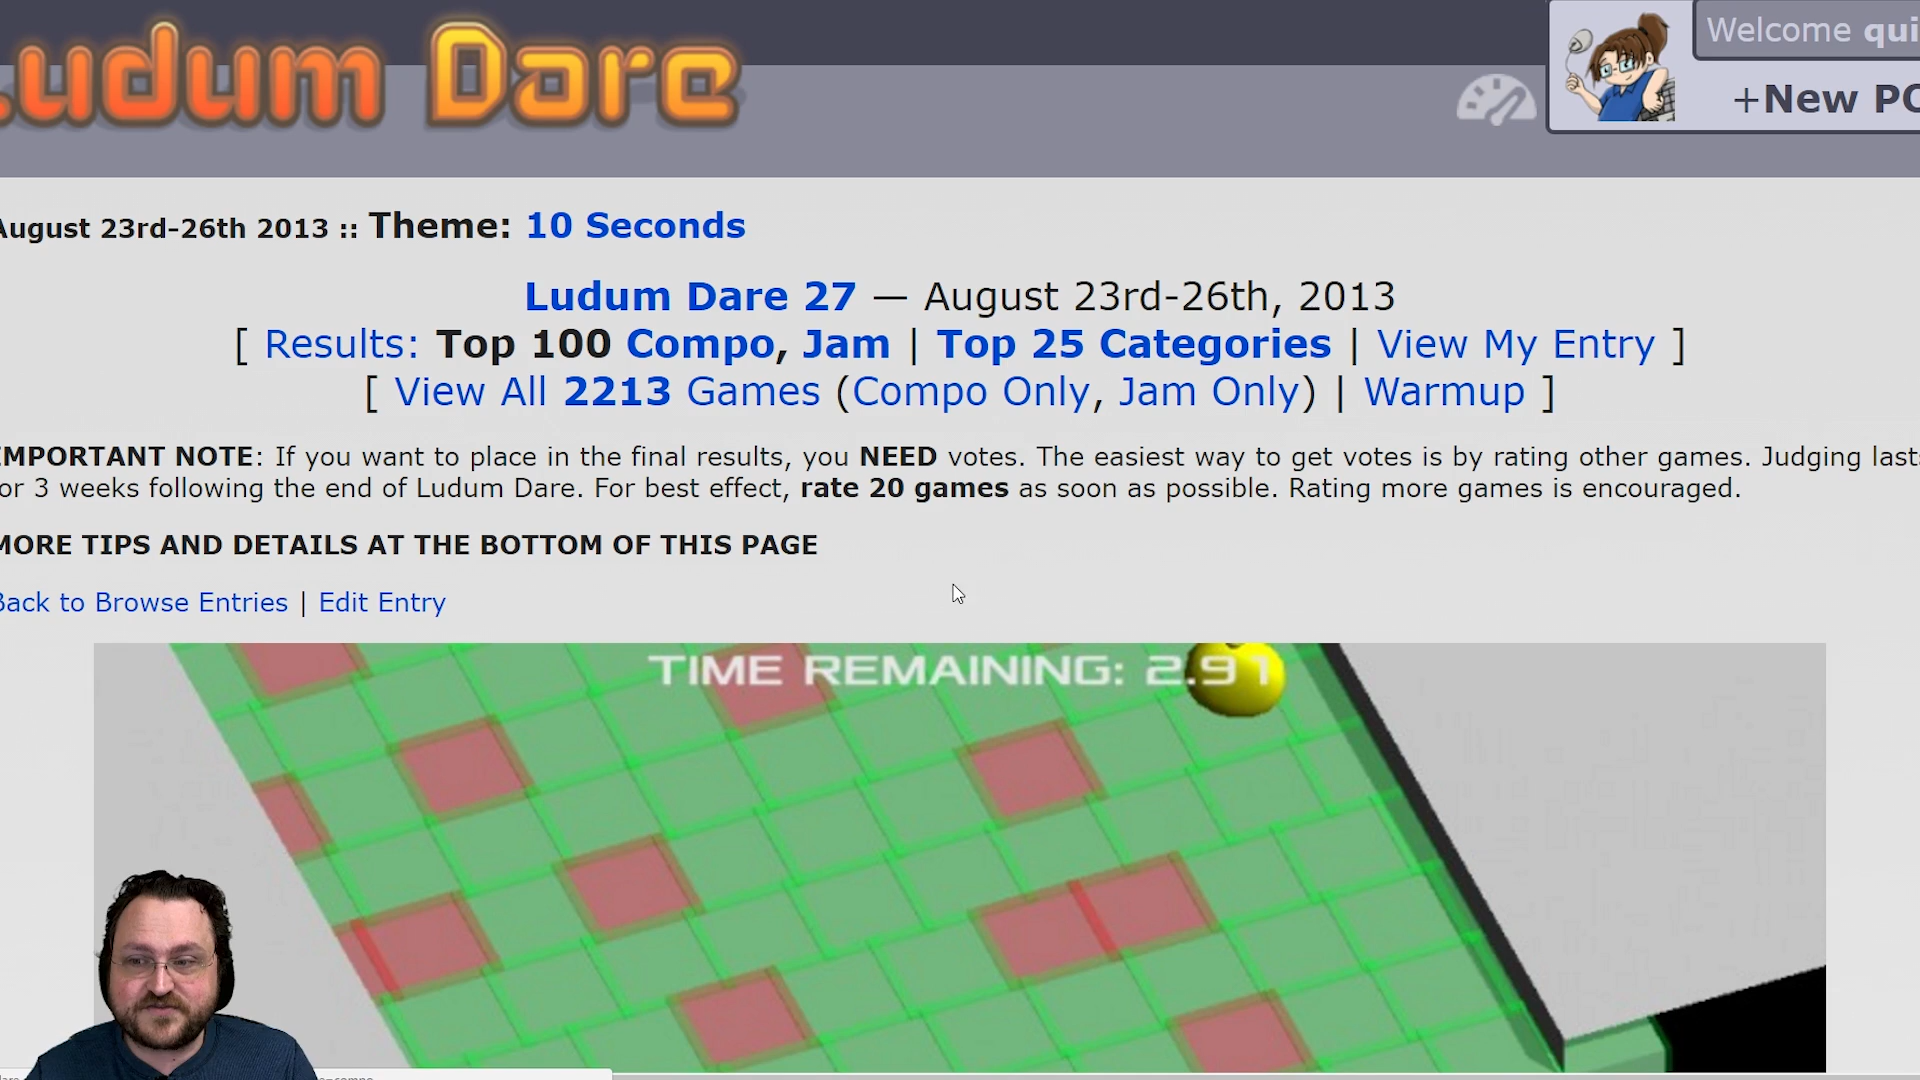 Ludum Dare
Welcome qui
+New PO
August 23rd-26th 2013 :: Theme: 10 Seconds
Ludum Dare 27 — August 23rd-26th, 2013
[ Results: Top 100 Compo, Jam | Top 25 Categories | View My Entry ]
[ View All 2213 Games (Compo Only, Jam Only) | Warmup ]
IMPORTANT NOTE: If you want to place in the final results, you NEED votes. The easiest way to get votes is by rating other games. Judging lasts
for 3 weeks following the end of Ludum Dare. For best effect, rate 20 games as soon as possible. Rating more games is encouraged.
MORE TIPS AND DETAILS AT THE BOTTOM OF THIS PAGE
Back to Browse Entries | Edit Entry
TIME REMAINING: 2.91